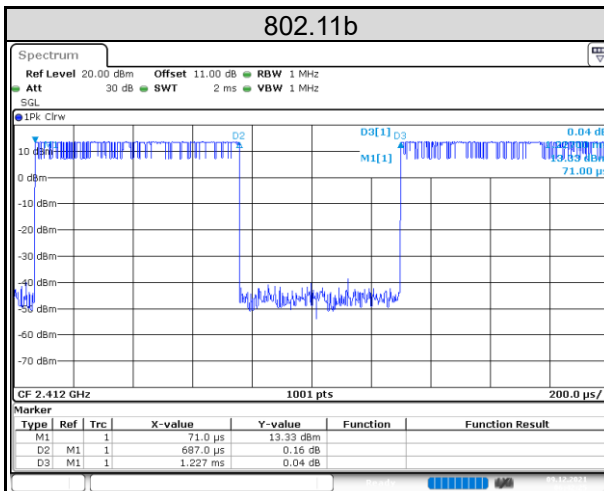 802.11b
Spectrum
Ref Level 20.00 dBm Offset 11.00 dB RBW 1 MHz
Att 30 dB SWT 2 ms VBW 1 MHz
SGL
1Pk Clrw
D3[1] 0.04 dB
M1[1] 13.33 dBm
71.00 µs
D2
D3
10 dBm
0 dBm
-10 dBm
-20 dBm
-30 dBm
-40 dBm
-50 dBm
-60 dBm
-70 dBm
CF 2.412 GHz 1001 pts 200.0 µs/
Marker
Type Ref Trc X-value Y-value Function Function Result
M1 1 71.0 µs 13.33 dBm
D2 M1 1 687.0 µs 0.16 dB
D3 M1 1 1.227 ms 0.04 dB
Ready